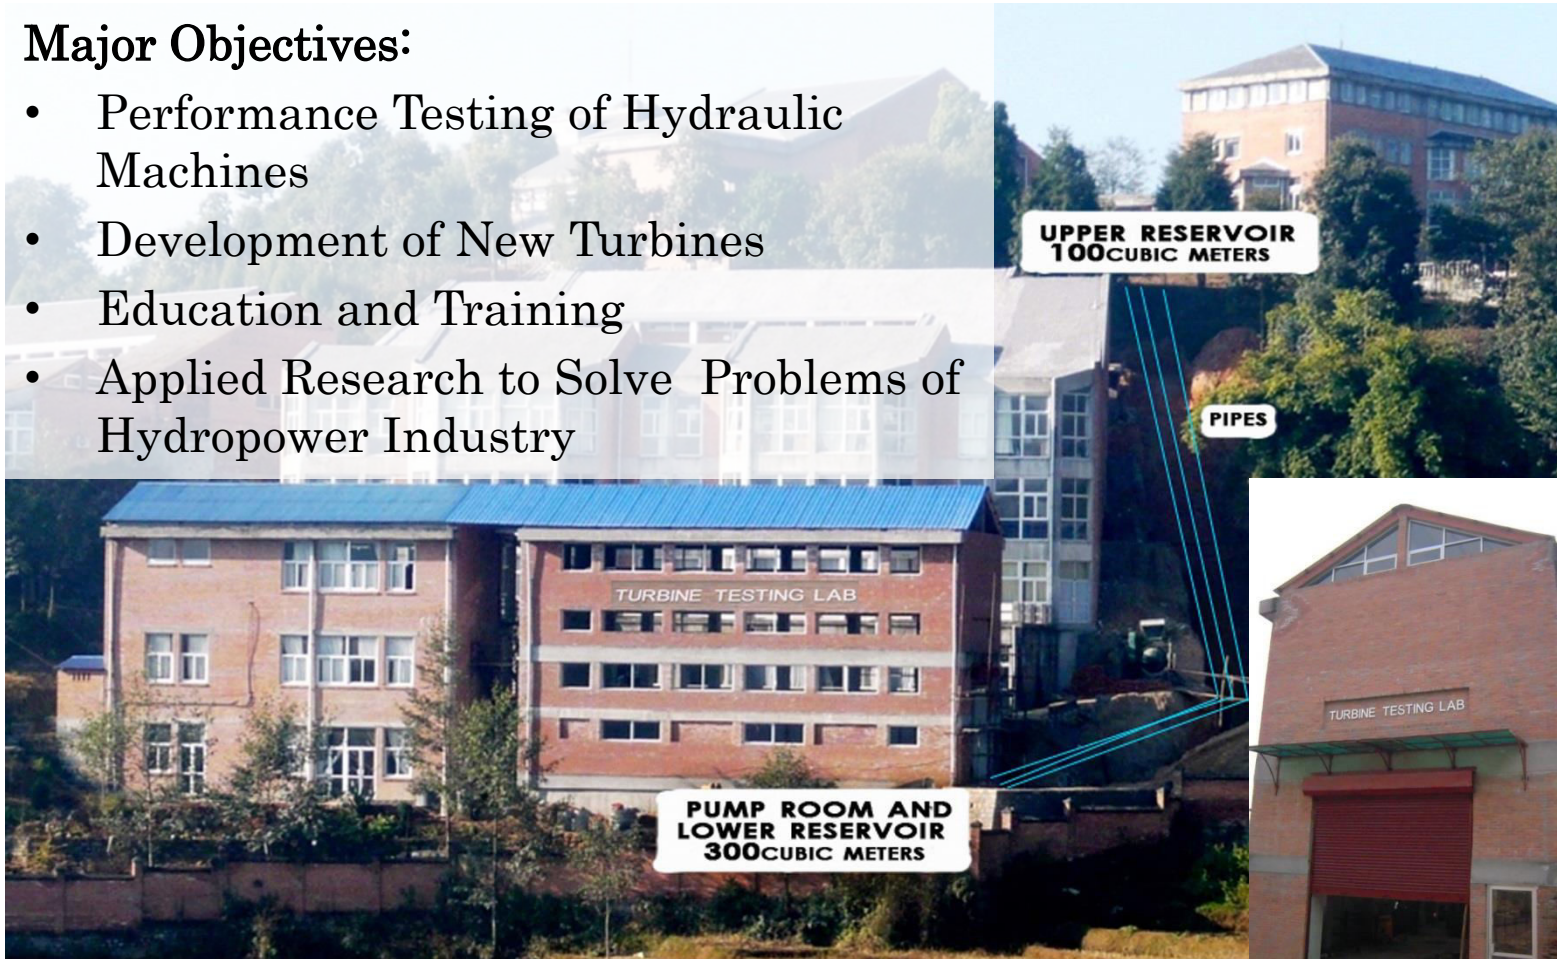 Major Objectives:
• Performance Testing of Hydraulic
Machines
• Development of New Turbines
• Education and Training
• Applied Research to Solve Problems of
Hydropower Industry
UPPER RESERVOIR
100CUBIC METERS
PIPES
TURBINE TESTING LAB
PUMP ROOM AND
LOWER RESERVOIR
300CUBIC METERS
TURBINE TESTING LAB